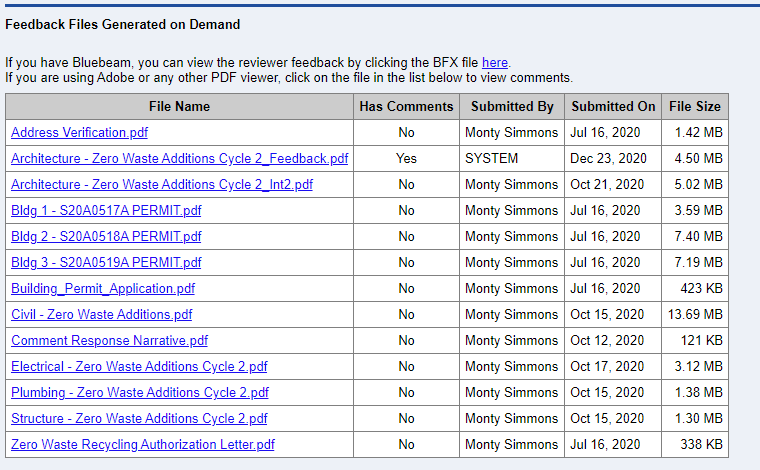 Feedback Files Generated on Demand
If you have Bluebeam, you can view the reviewer feedback by clicking the BFX file here.
If you are using Adobe or any other PDF viewer, click on the file in the list below to view comments.
File Name Has Comments Submitted By Submitted On File Size
Address Verification.pdf No Monty Simmons Jul 16, 2020 1.42 MB
Architecture - Zero Waste Additions Cycle 2_Feedback.pdf Yes SYSTEM Dec 23, 2020 4.50 MB
Architecture - Zero Waste Additions Cycle 2_Int2.pdf No Monty Simmons Oct 21, 2020 5.02 MB
Bldg 1 - S20A0517A PERMIT.pdf No Monty Simmons Jul 16, 2020 3.59 MB
Bldg 2 - S20A0518A PERMIT.pdf No Monty Simmons Jul 16, 2020 7.40 MB
Bldg 3 - S20A0519A PERMIT.pdf No Monty Simmons Jul 16, 2020 7.19 MB
Building_Permit_Application.pdf No Monty Simmons Jul 16, 2020 423 KB
Civil - Zero Waste Additions.pdf No Monty Simmons Oct 15, 2020 13.69 MB
Comment Response Narrative.pdf No Monty Simmons Oct 12, 2020 121 KB
Electrical - Zero Waste Additions Cycle 2.pdf No Monty Simmons Oct 17, 2020 3.12 MB
Plumbing - Zero Waste Additions Cycle 2.pdf No Monty Simmons Oct 15, 2020 1.38 MB
Structure - Zero Waste Additions Cycle 2.pdf No Monty Simmons Oct 15, 2020 1.30 MB
Zero Waste Recycling Authorization Letter.pdf No Monty Simmons Jul 16, 2020 338 KB